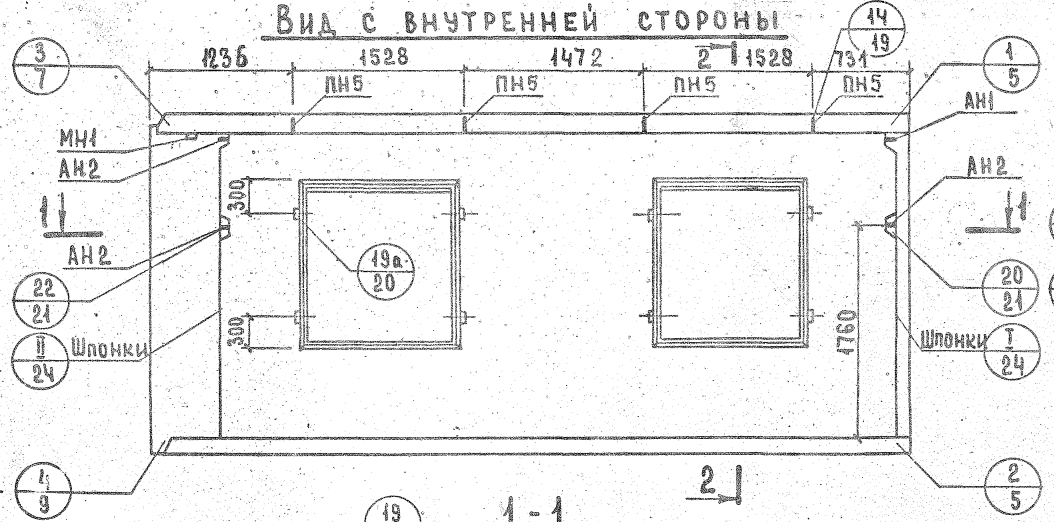 Вид с внутренней стороны
14
19
3
7
1236
1528
1472
2
1528
731
1
5
ПН5
ПН5
ПН5
ПН5
АН1
МН1
АН2
АН2
300
1
1
АН2
19а
20
22
21
20
21
300
1760
II
24
Шпонки
Шпонки
I
24
4
9
2
2
5
19
1-1